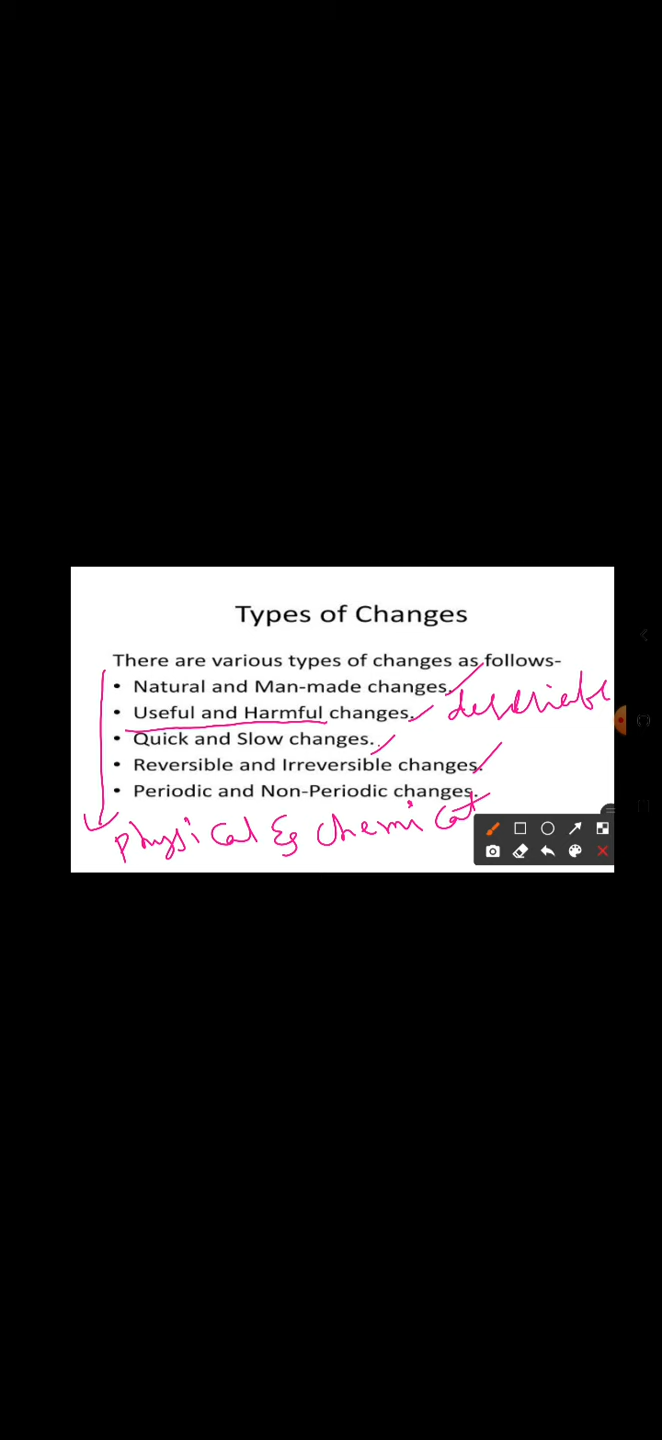 Types of Changes
There are various types of changes as follows-
• Natural and Man-made changes.
• Useful and Harmful changes.
• Quick and Slow changes.
• Reversible and Irreversible changes.
• Periodic and Non-Periodic changes.
Physical & chemical